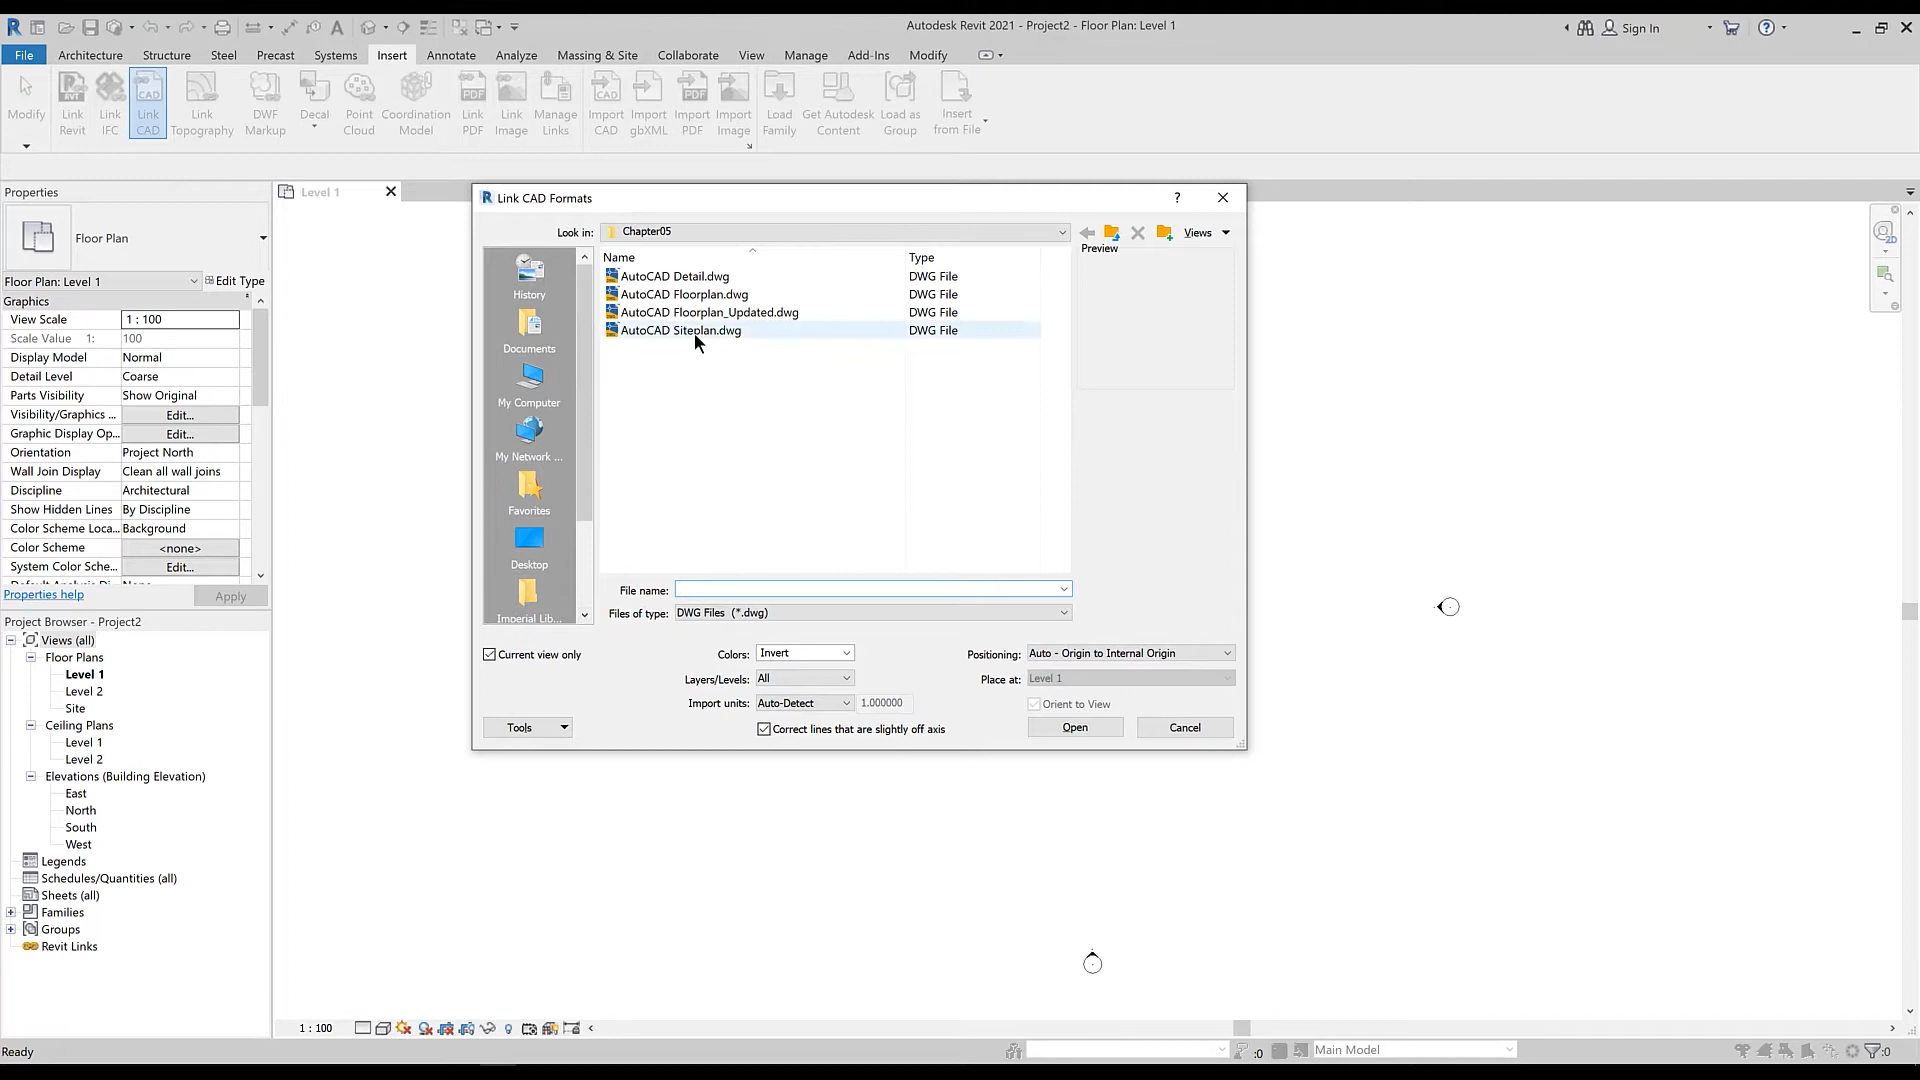 Autodesk Revit 2021 - Project2 - Floor Plan: Level 1
Sign In
File Architecture Structure Steel Precast Systems Insert Annotate Analyze Massing & Site Collaborate View Manage Add-Ins Modify
Modify
Link Revit
Link IFC
Link CAD
Link Topography
DWF Markup
Decal
Point Cloud
Coordination Model
Link PDF
Link Image
Manage Links
Import CAD
Import gbXML
Import PDF
Import Image
Load Family
Get Autodesk Content
Load as Group
Insert from File
Properties
Floor Plan
Floor Plan: Level 1
Edit Type
Graphics
View Scale 1 : 100
Scale Value 1: 100
Display Model Normal
Detail Level Coarse
Parts Visibility Show Original
Visibility/Graphics ... Edit...
Graphic Display Op... Edit...
Orientation Project North
Wall Join Display Clean all wall joins
Discipline Architectural
Show Hidden Lines By Discipline
Color Scheme Loca... Background
Color Scheme <none>
System Color Sche... Edit...
Properties help
Apply
Project Browser - Project2
Views (all)
Floor Plans
Level 1
Level 2
Site
Ceiling Plans
Level 1
Level 2
Elevations (Building Elevation)
East
North
South
West
Legends
Schedules/Quantities (all)
Sheets (all)
Families
Groups
Revit Links
Level 1
Link CAD Formats
Look in: Chapter05
Views
Preview
History
Documents
My Computer
My Network ...
Favorites
Desktop
Imperial Lib...
Name Type
AutoCAD Detail.dwg DWG File
AutoCAD Floorplan.dwg DWG File
AutoCAD Floorplan_Updated.dwg DWG File
AutoCAD Siteplan.dwg DWG File
File name:
Files of type: DWG Files (*.dwg)
Current view only
Colors: Invert
Positioning: Auto - Origin to Internal Origin
Layers/Levels: All
Place at: Level 1
Import units: Auto-Detect 1.000000
Orient to View
Tools
Correct lines that are slightly off axis
Open
Cancel
1 : 100
Ready
:0
Main Model
:0